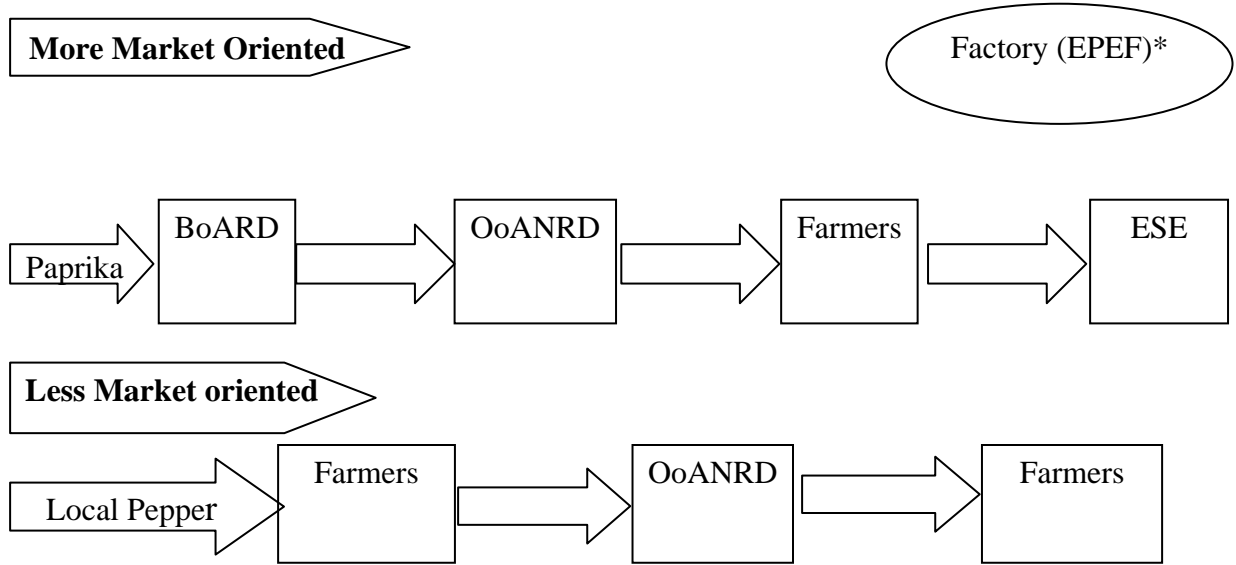 More Market Oriented
Factory (EPEF)*
Paprika
BoARD
OoANRD
Farmers
ESE
Less Market oriented
Local Pepper
Farmers
OoANRD
Farmers